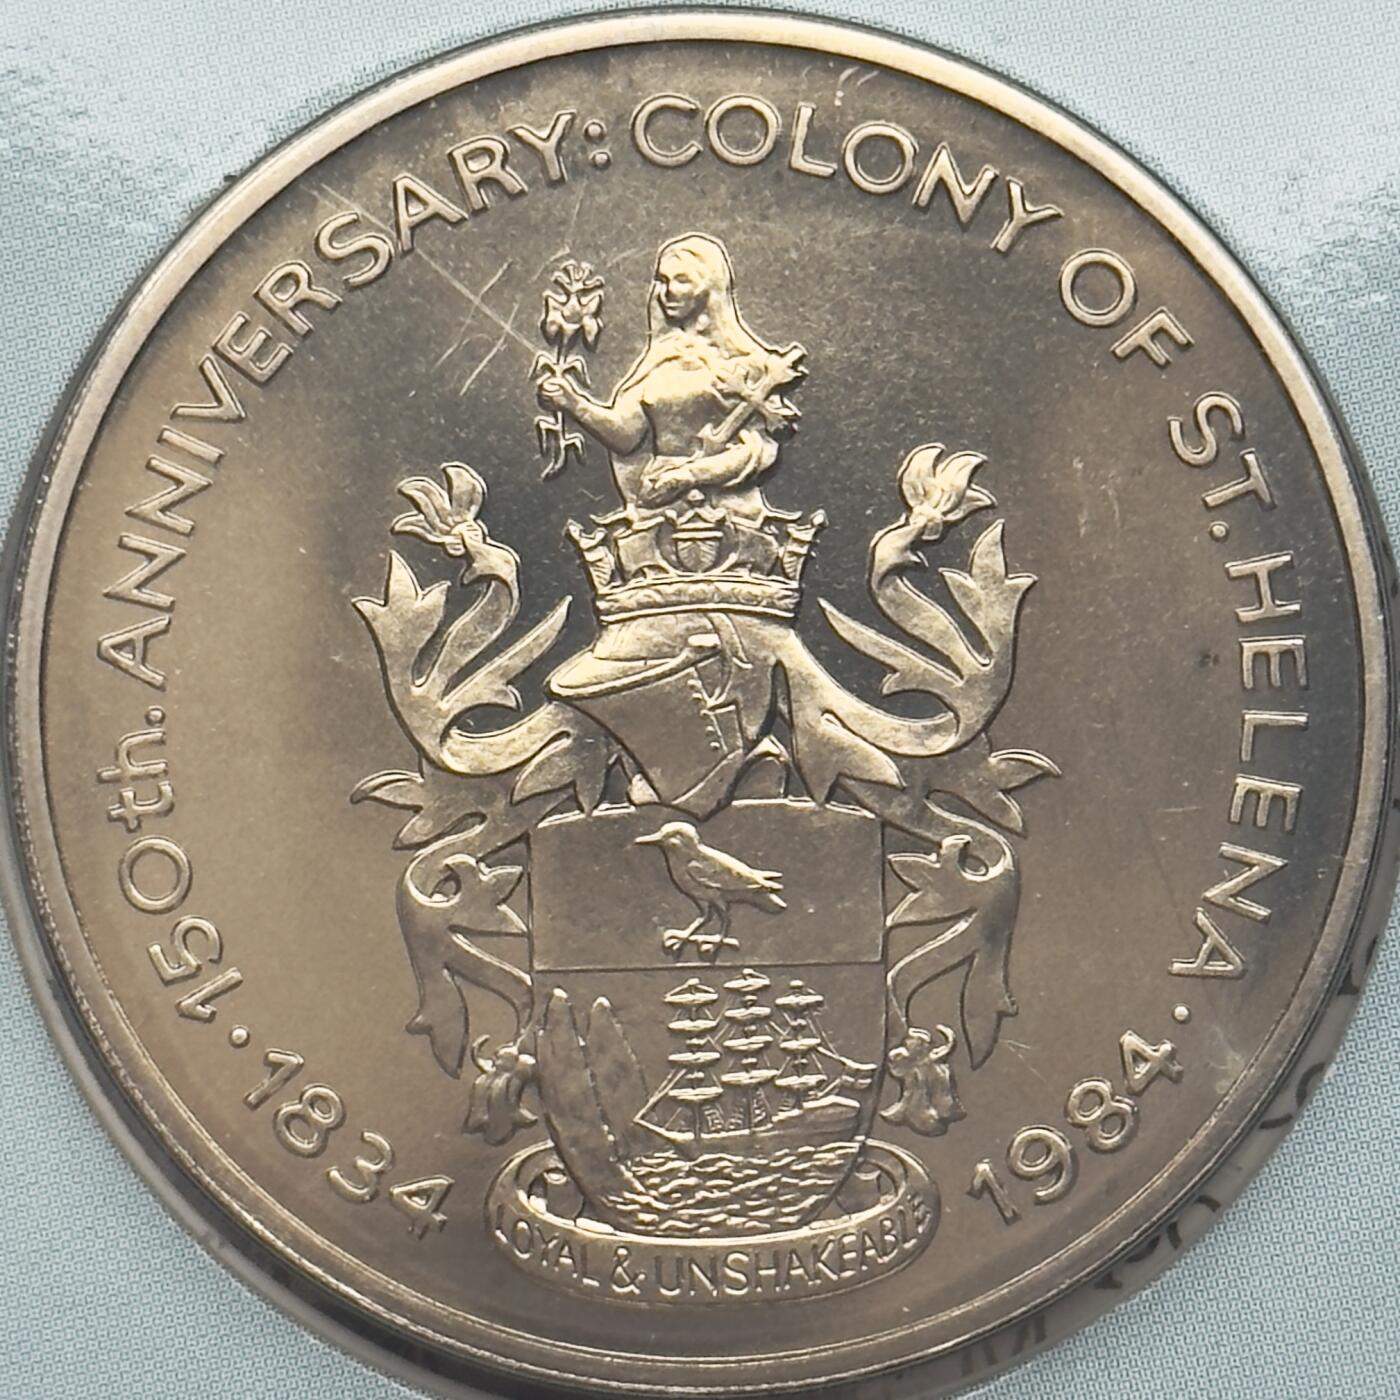 150th. ANNIVERSARY: COLONY OF ST. HELENA.
· 1834
1984 ·
LOYAL & UNSHAKEABLE